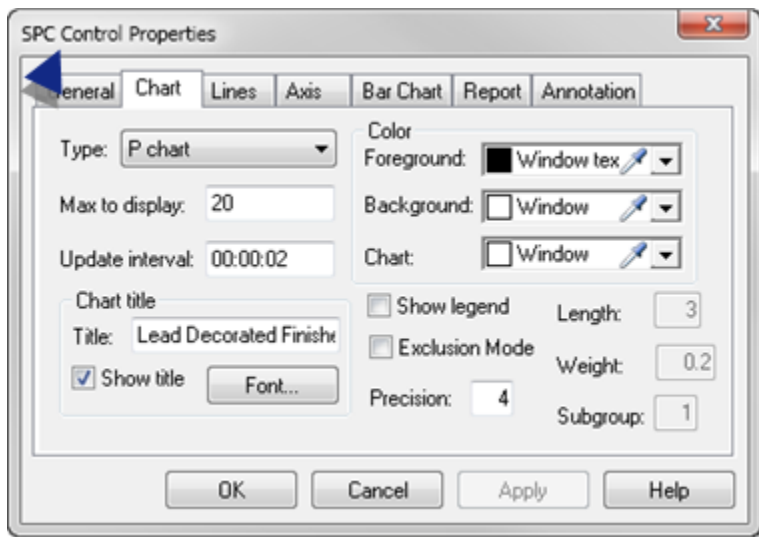 SPC Control Properties
General Chart Lines Axis Bar Chart Report Annotation
Type: P chart
Max to display: 20
Update interval: 00:00:02
Chart title
Title: Lead Decorated Finishe
Show title Font...
Color
Foreground: Window tex
Background: Window
Chart: Window
Show legend
Exclusion Mode
Precision: 4
Length: 3
Weight: 0.2
Subgroup: 1
OK Cancel Apply Help